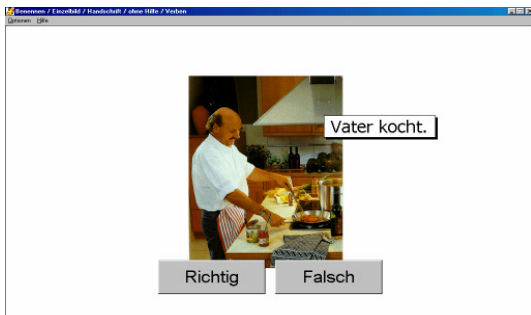 Benennen / Einzelbild / Handschrift / ohne Hilfe / Verben
Optionen Hilfe
Vater kocht.
Richtig Falsch